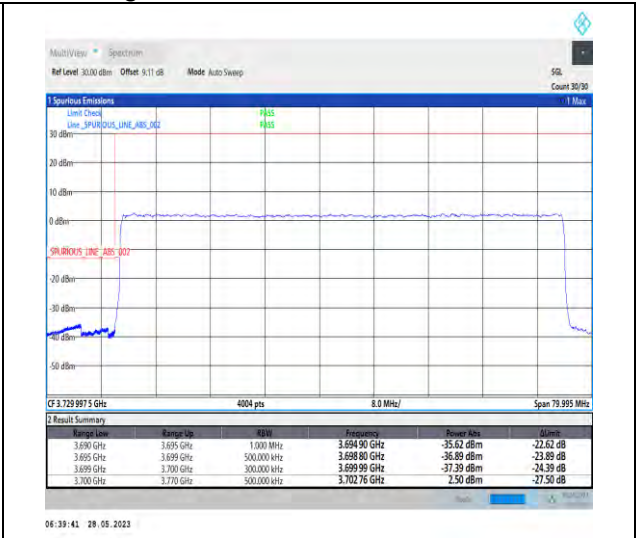 MultiView Spectrum
Ref Level 30.00 dBm Offset 9.11 dB Mode Auto Sweep SGL
Count 30/30
1 Spurious Emissions 1 Max
Limit Check PASS
Line _SPURIOUS_LINE_ABS_002 PASS
30 dBm
20 dBm
10 dBm
0 dBm
_SPURIOUS_LINE_ABS_002
-20 dBm
-30 dBm
-40 dBm
-50 dBm
CF 3.729 997 5 GHz 4004 pts 8.0 MHz/ Span 79.995 MHz
2 Result Summary
Range Low Range Up RBW Frequency Power Abs ΔLimit
3.690 GHz 3.695 GHz 1.000 MHz 3.694 90 GHz -35.62 dBm -22.62 dB
3.695 GHz 3.699 GHz 500.000 kHz 3.698 80 GHz -36.89 dBm -23.89 dB
3.699 GHz 3.700 GHz 300.000 kHz 3.699 99 GHz -37.39 dBm -24.39 dB
3.700 GHz 3.770 GHz 500.000 kHz 3.702 76 GHz 2.50 dBm -27.50 dB
06:39:41 28.05.2023